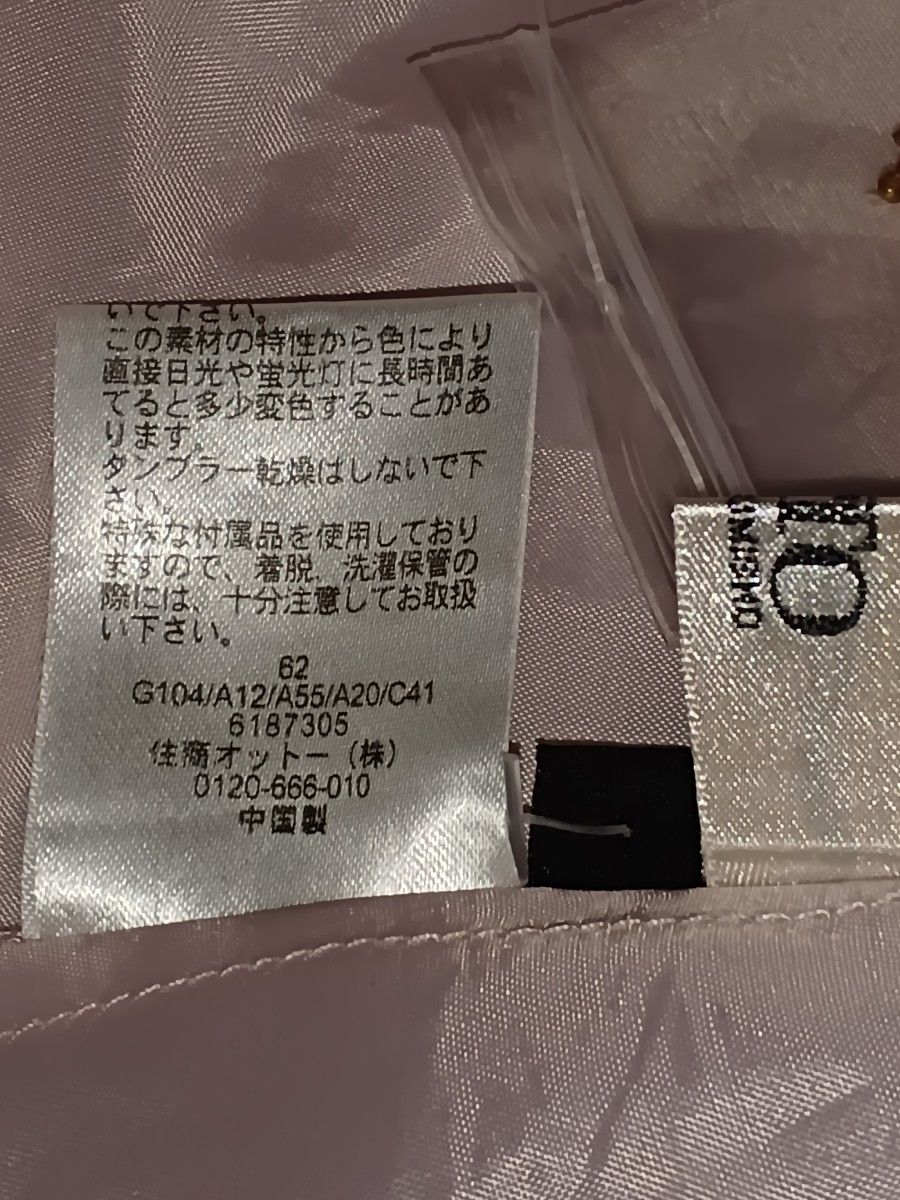 いで下さい。
この素材の特性から色により
直接日光や蛍光灯に長時間あ
てると多少変色することがあ
ります。
タンブラー乾燥はしないで下
さい。
特殊な付属品を使用しており
ますので、着脱、洗濯保管の
際には、十分注意してお取扱
い下さい。
62
G104/A12/A55/A20/C41
6187305
住商オットー（株）
0120-666-010
中国製